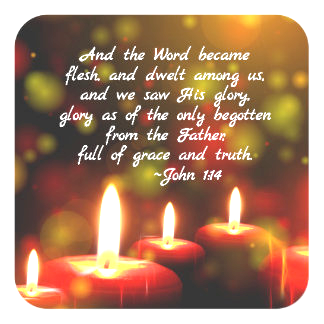 And the Word became
flesh, and dwelt among us,
and we saw His glory,
glory as of the only begotten
from the Father,
full of grace and truth.
~John 1:14